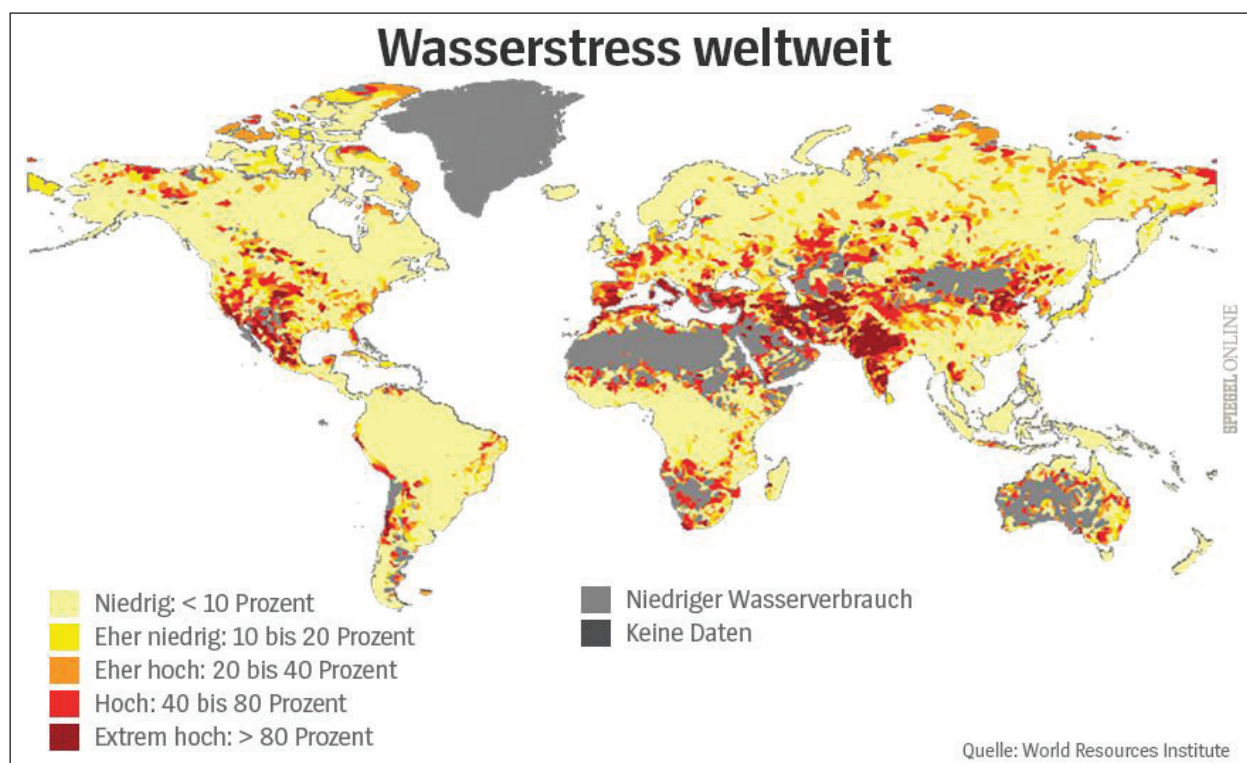 Wasserstress weltweit
SPIEGEL ONLINE
Niedrig: < 10 Prozent
Eher niedrig: 10 bis 20 Prozent
Eher hoch: 20 bis 40 Prozent
Hoch: 40 bis 80 Prozent
Extrem hoch: > 80 Prozent
Niedriger Wasserverbrauch
Keine Daten
Quelle: World Resources Institute